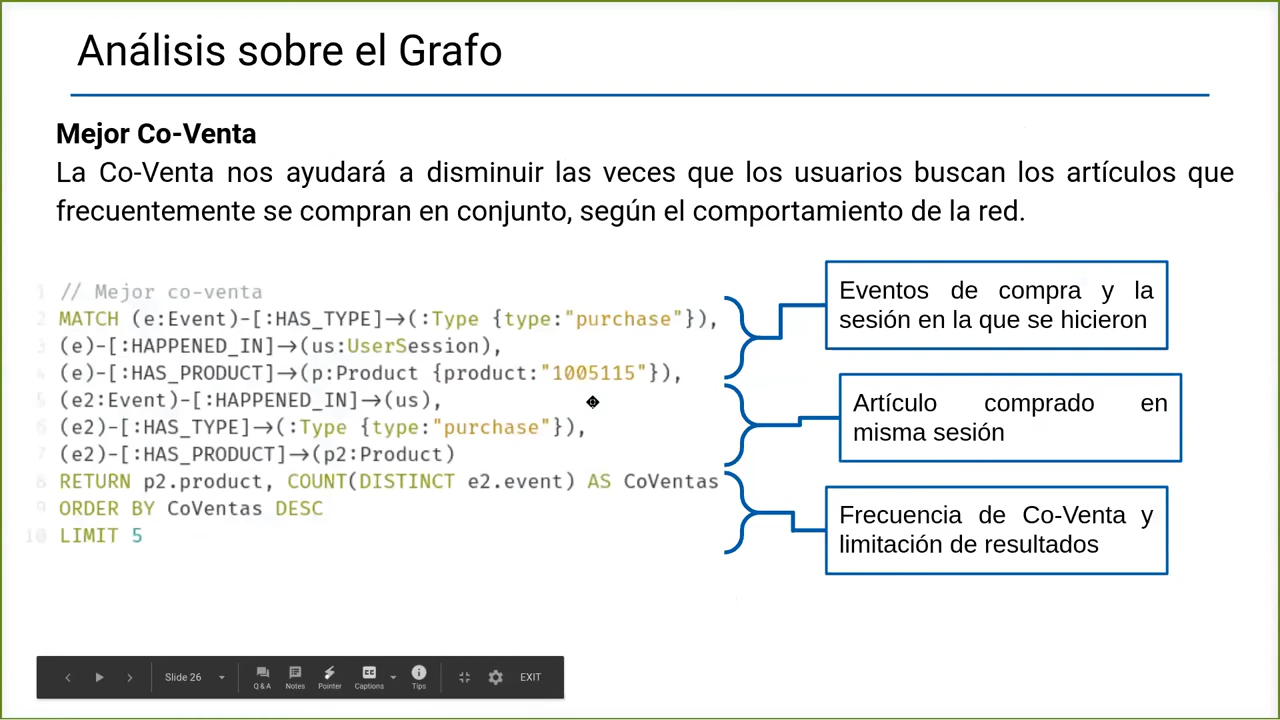 Análisis sobre el Grafo
Mejor Co-Venta
La Co-Venta nos ayudará a disminuir las veces que los usuarios buscan los artículos que
frecuentemente se compran en conjunto, según el comportamiento de la red.
1 // Mejor co-venta
2 MATCH (e:Event)-[:HAS_TYPE]→(:Type {type:"purchase"}),
3 (e)-[:HAPPENED_IN]→(us:UserSession),
4 (e)-[:HAS_PRODUCT]→(p:Product {product:"1005115"}),
5 (e2:Event)-[:HAPPENED_IN]→(us),
6 (e2)-[:HAS_TYPE]→(:Type {type:"purchase"}),
7 (e2)-[:HAS_PRODUCT]→(p2:Product)
8 RETURN p2.product, COUNT(DISTINCT e2.event) AS CoVentas
9 ORDER BY CoVentas DESC
10 LIMIT 5
Eventos de compra y la
sesión en la que se hicieron
Artículo comprado en
misma sesión
Frecuencia de Co-Venta y
limitación de resultados
Slide 26
Q & A
Notes
Pointer
Captions
Tips
EXIT